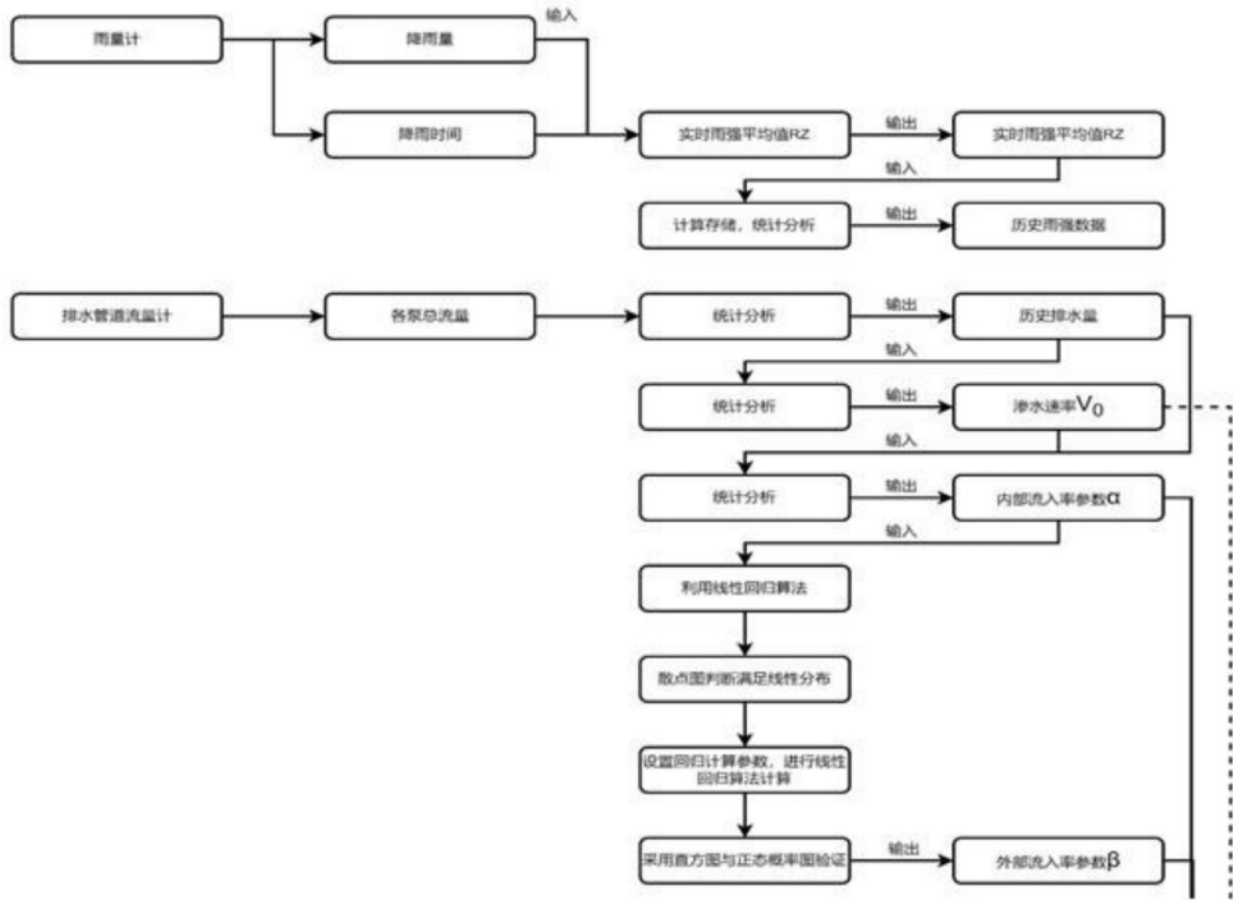 输入
雨量计
降雨量
降雨时间
实时雨强平均值RZ
输出
实时雨强平均值RZ
输入
计算存储，统计分析
输出
历史雨强数据
排水管道流量计
各泵总流量
统计分析
输出
历史排水量
输入
统计分析
输出
渗水速率V₀
输入
统计分析
输出
内部流入率参数α
输入
利用线性回归算法
散点图判断满足线性分布
设置回归计算参数，进行线性
回归算法计算
采用直方图与正态概率图验证
输出
外部流入率参数β